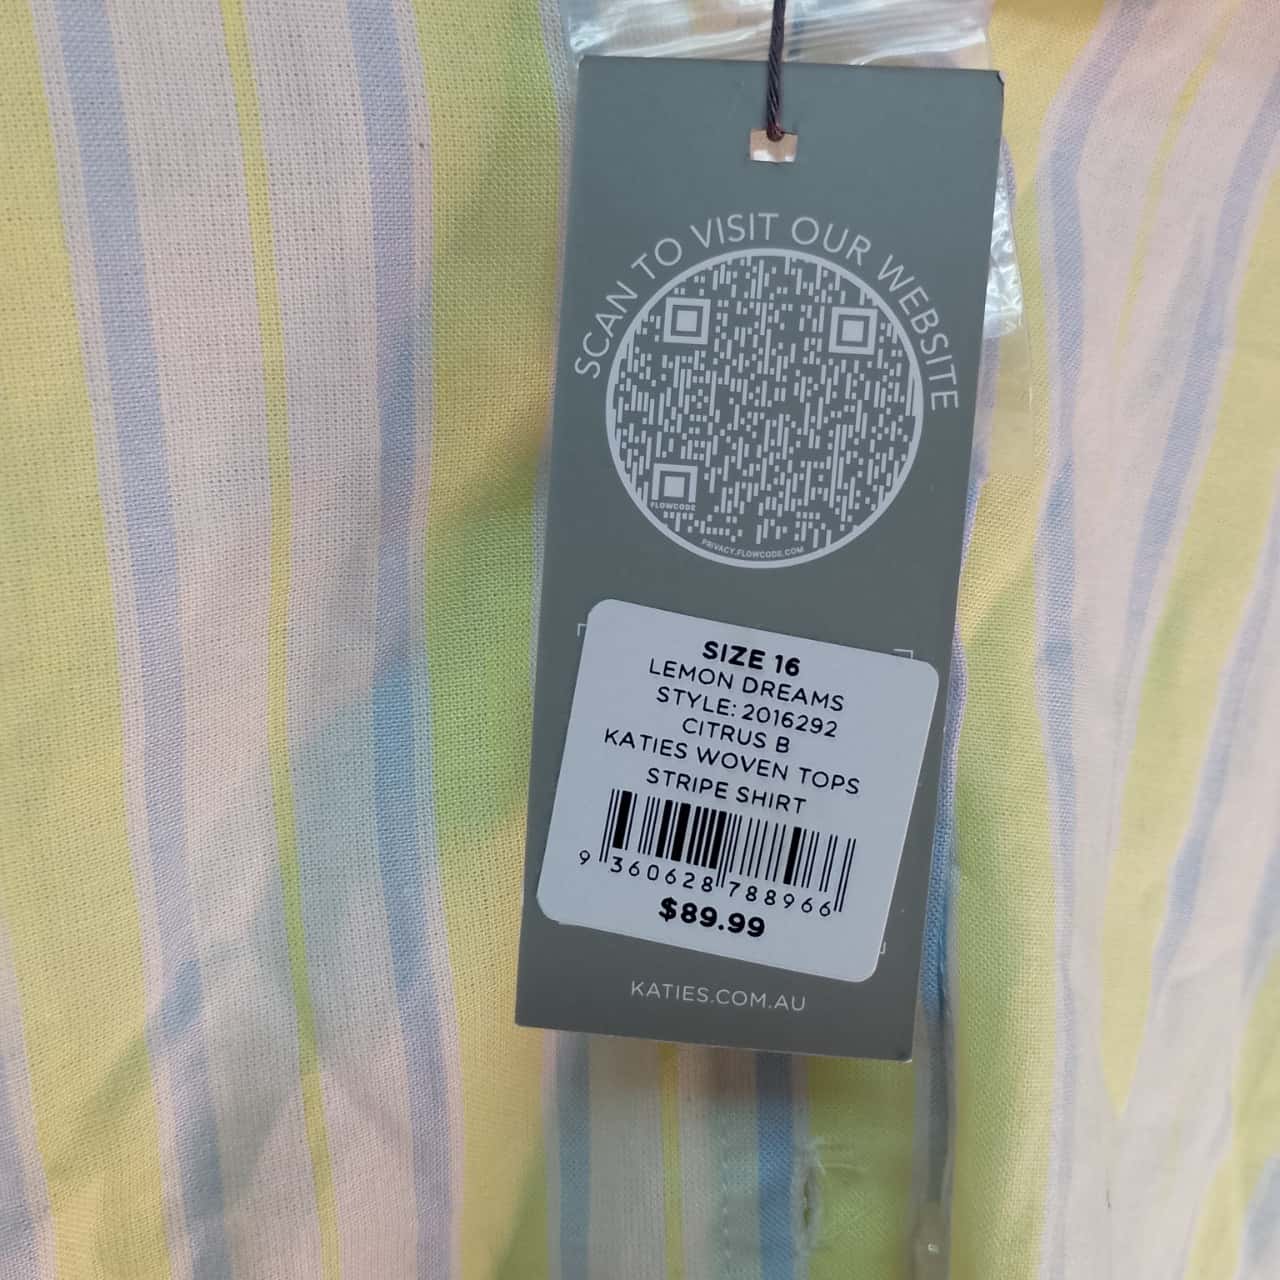 SCAN TO VISIT OUR WEBSITE
FLOWCODE
PRIVACY.FLOWCODE.COM
SIZE 16
LEMON DREAMS
STYLE: 2016292
CITRUS B
KATIES WOVEN TOPS
STRIPE SHIRT
9 360628 788966
$89.99
KATIES.COM.AU